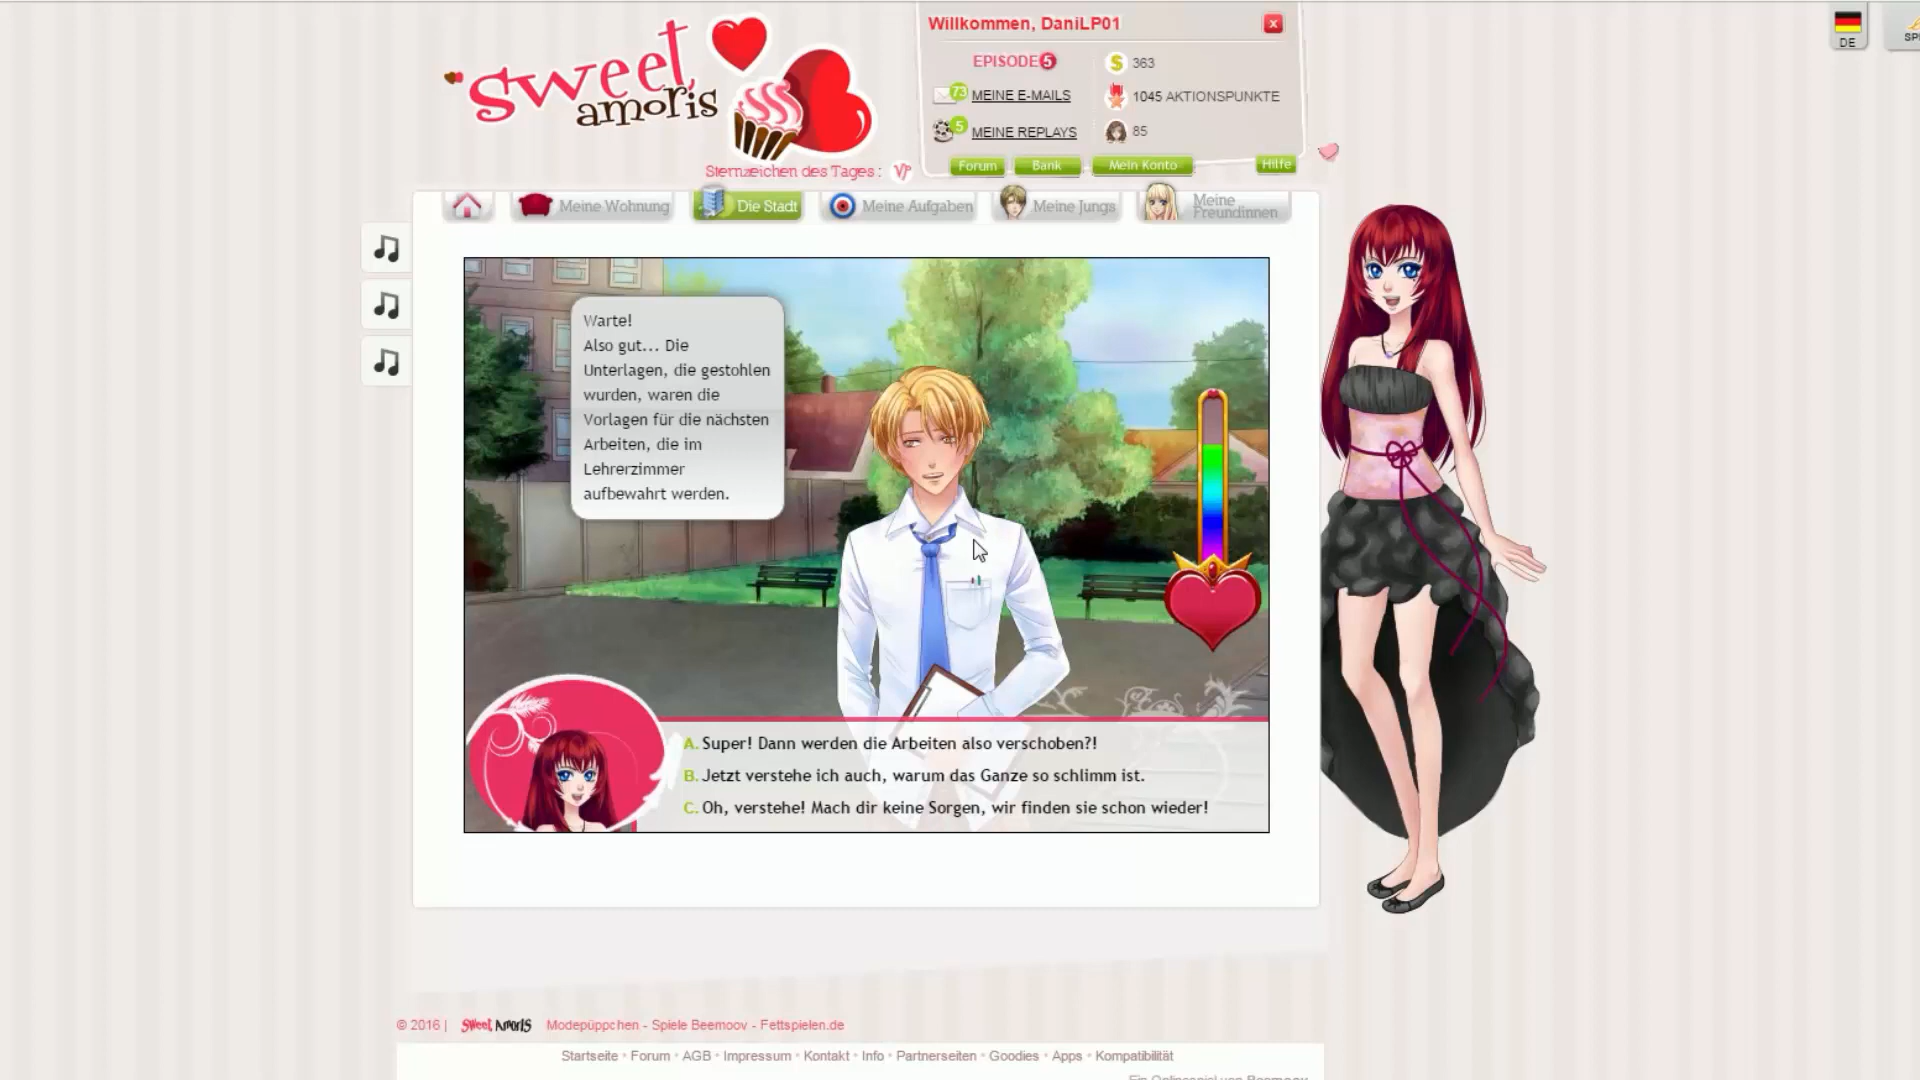 sweet
amoris
Sternzeichen des Tages :
Willkommen, DaniLP01
x
EPISODE 5
363
73
MEINE E-MAILS
1045 AKTIONSPUNKTE
5
MEINE REPLAYS
85
Forum
Bank
Mein Konto
Hilfe
DE
Meine Wohnung
Die Stadt
Meine Aufgaben
Meine Jungs
Meine
Freundinnen
Warte!
Also gut... Die
Unterlagen, die gestohlen
wurden, waren die
Vorlagen für die nächsten
Arbeiten, die im
Lehrerzimmer
aufbewahrt werden.
A. Super! Dann werden die Arbeiten also verschoben?!
B. Jetzt verstehe ich auch, warum das Ganze so schlimm ist.
C. Oh, verstehe! Mach dir keine Sorgen, wir finden sie schon wieder!
© 2016 | Sweet Amoris Modepüppchen - Spiele Beemoov - Fettspielen.de
Startseite • Forum • AGB • Impressum • Kontakt • Info • Partnerseiten • Goodies • Apps • Kompatibilität